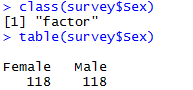 > class(survey$Sex)
[1] "factor"
> table(survey$Sex)
Female Male
118 118